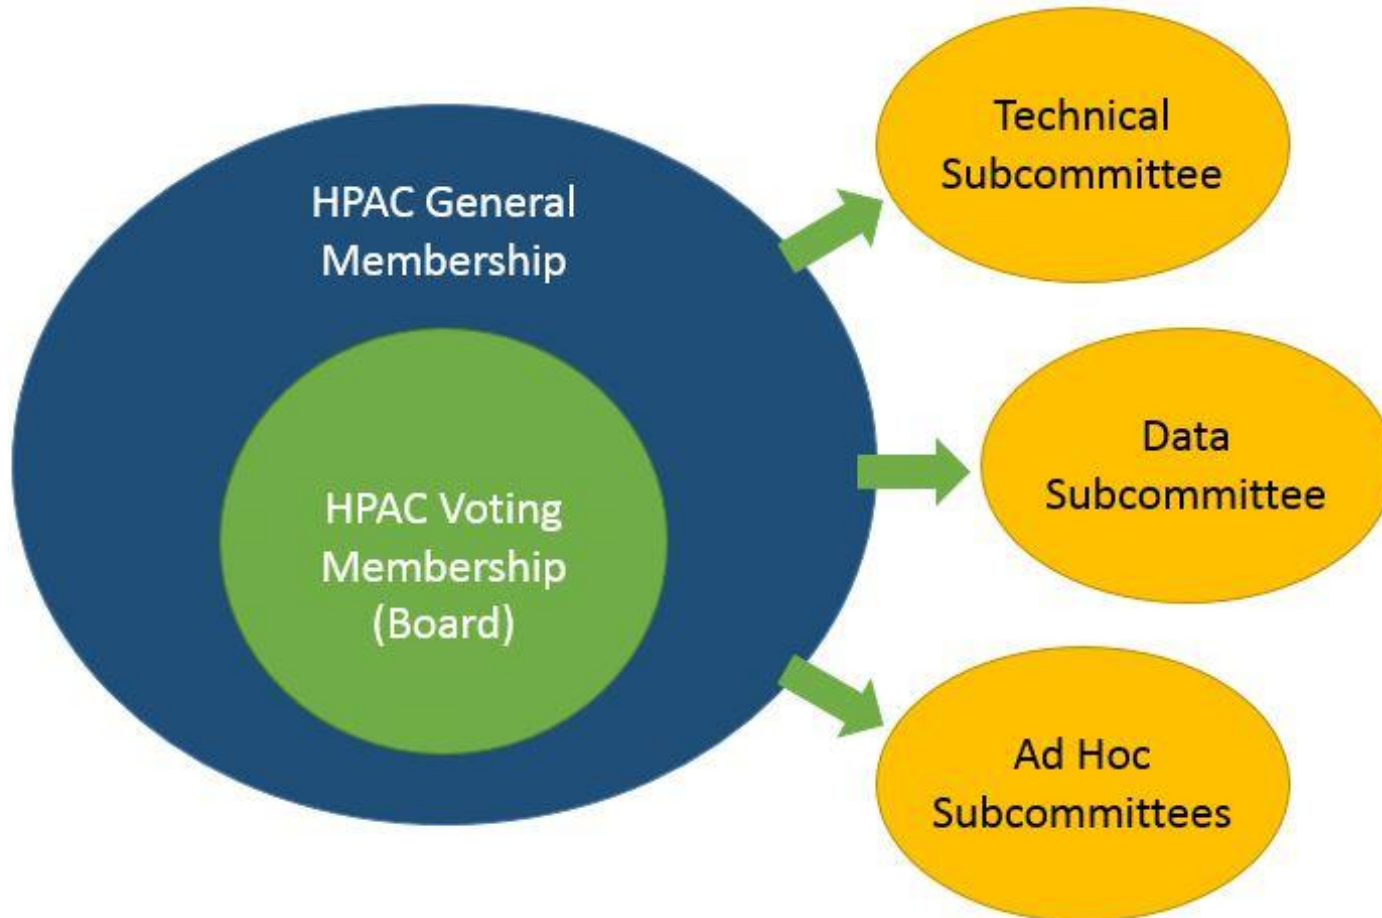 HPAC General
Membership
HPAC Voting
Membership
(Board)
Technical
Subcommittee
Data
Subcommittee
Ad Hoc
Subcommittees